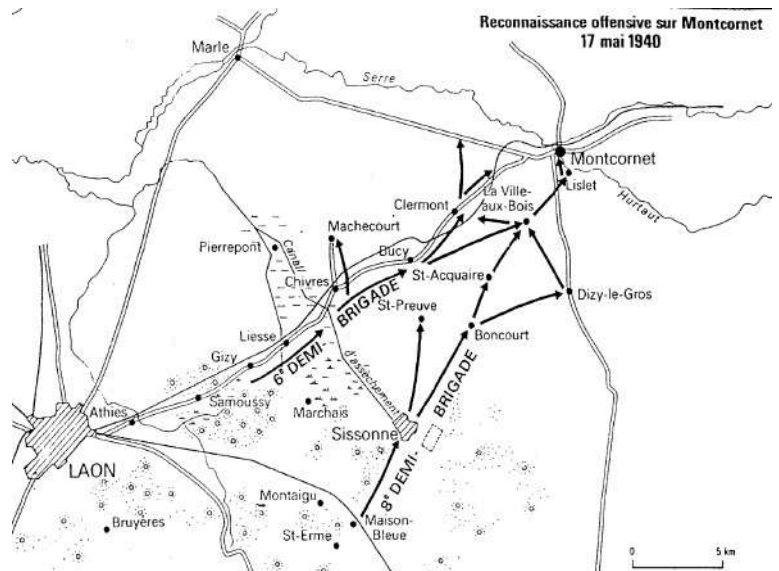 Reconnaissance offensive sur Montcornet
17 mai 1940
Marle
Serre
Montcornet
Lislet
Hurtaut
La Ville-
aux-Bois
Clermont
Machecourt
Pierrepont
Canal
Bucy
Chivres
St-Acquaire
Dizy-le-Gros
St-Preuve
BRIGADE
Boncourt
Liesse
6e DEMI-
Gizy
d'assèchement
Samoussy
Marchais
BRIGADE
Athies
Sissonne
LAON
8e DEMI-
Montaigu
Bruyères
Maison-
Bleue
St-Erme
0 5 km